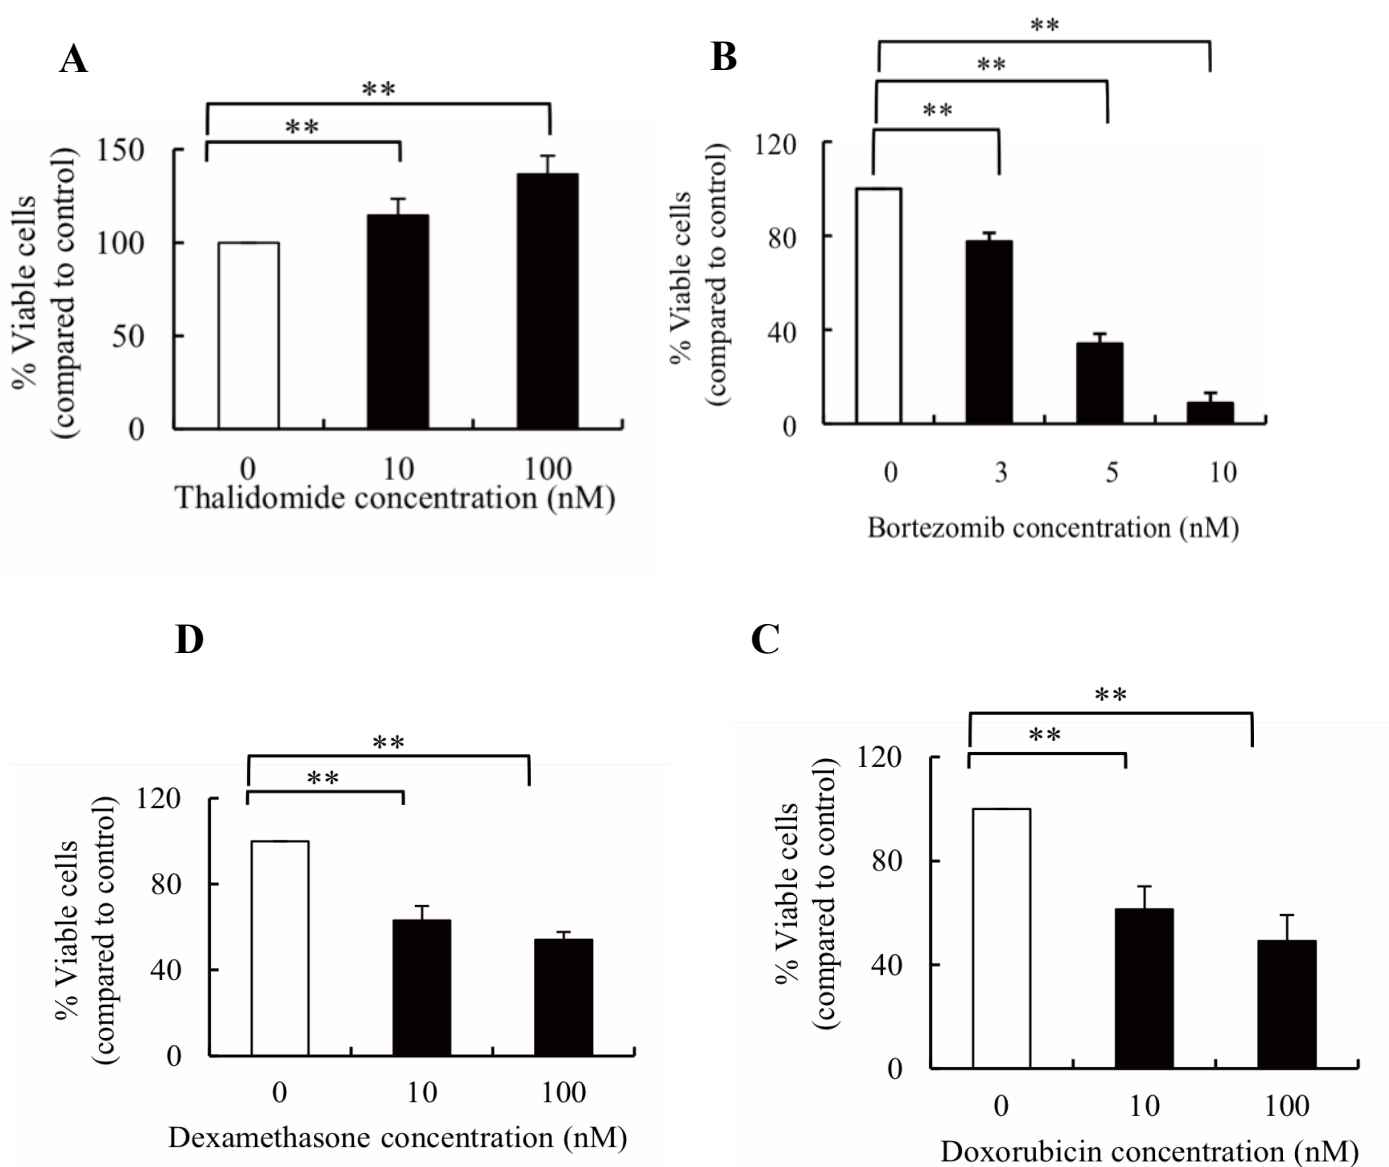 A
**
**
150
100
50
0
% Viable cells
(compared to control)
0 10 100
Thalidomide concentration (nM)
B
**
**
**
120
80
40
0
% Viable cells
(compared to control)
0 3 5 10
Bortezomib concentration (nM)
D
**
**
120
80
40
0
% Viable cells
(compared to control)
0 10 100
Dexamethasone concentration (nM)
C
**
**
120
80
40
0
% Viable cells
(compared to control)
0 10 100
Doxorubicin concentration (nM)